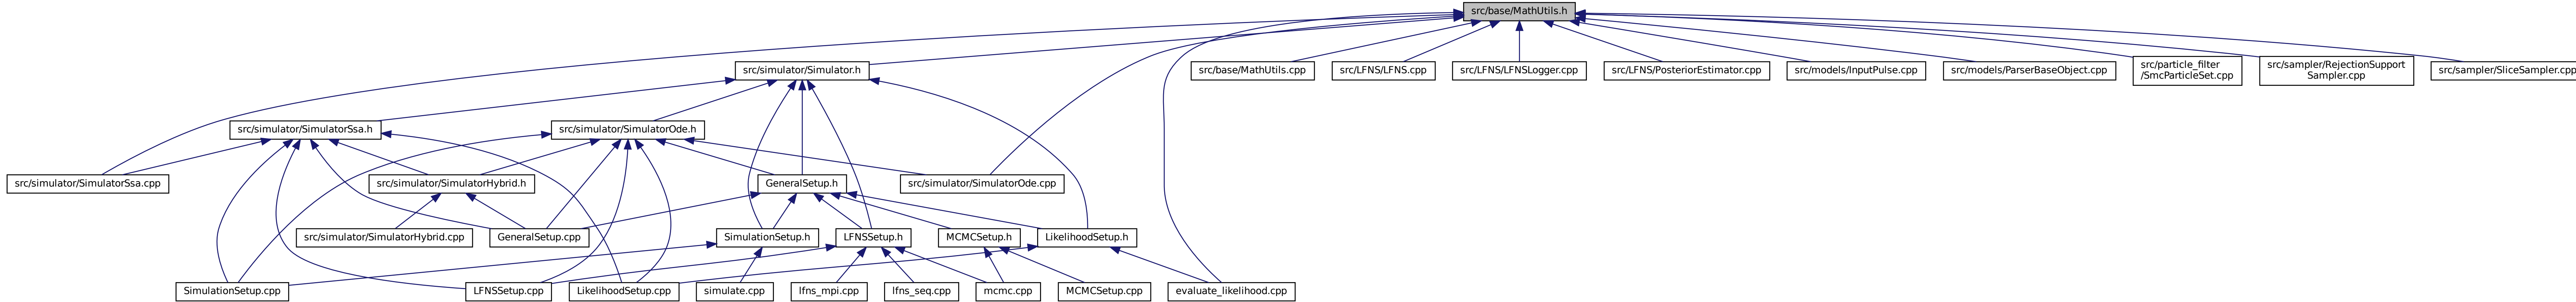 src/base/MathUtils.h
src/simulator/Simulator.h
src/base/MathUtils.cpp
src/LFNS/LFNS.cpp
src/LFNS/LFNSLogger.cpp
src/LFNS/PosteriorEstimator.cpp
src/models/InputPulse.cpp
src/models/ParserBaseObject.cpp
src/particle_filter
/SmcParticleSet.cpp
src/sampler/RejectionSupport
Sampler.cpp
src/sampler/SliceSampler.cpp
src/simulator/SimulatorSsa.h
src/simulator/SimulatorOde.h
src/simulator/SimulatorSsa.cpp
src/simulator/SimulatorHybrid.h
GeneralSetup.h
src/simulator/SimulatorOde.cpp
src/simulator/SimulatorHybrid.cpp
GeneralSetup.cpp
SimulationSetup.h
LFNSSetup.h
MCMCSetup.h
LikelihoodSetup.h
SimulationSetup.cpp
LFNSSetup.cpp
LikelihoodSetup.cpp
simulate.cpp
lfns_mpi.cpp
lfns_seq.cpp
mcmc.cpp
MCMCSetup.cpp
evaluate_likelihood.cpp